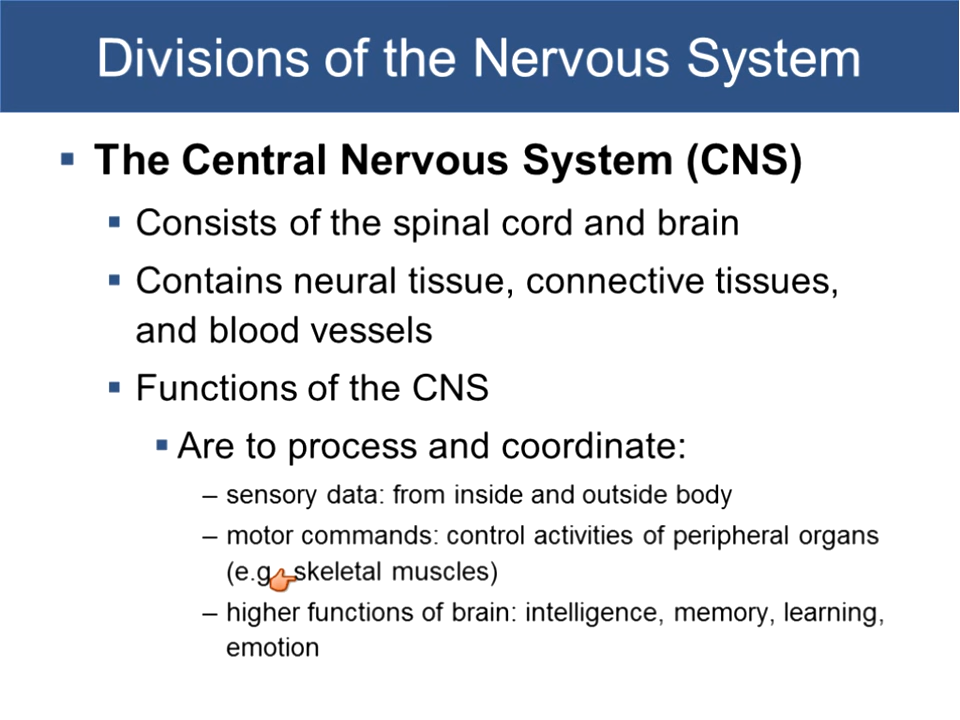 Divisions of the Nervous System
▪ The Central Nervous System (CNS)
▪ Consists of the spinal cord and brain
▪ Contains neural tissue, connective tissues,
and blood vessels
▪ Functions of the CNS
▪ Are to process and coordinate:
– sensory data: from inside and outside body
– motor commands: control activities of peripheral organs
(e.g. skeletal muscles)
– higher functions of brain: intelligence, memory, learning,
emotion